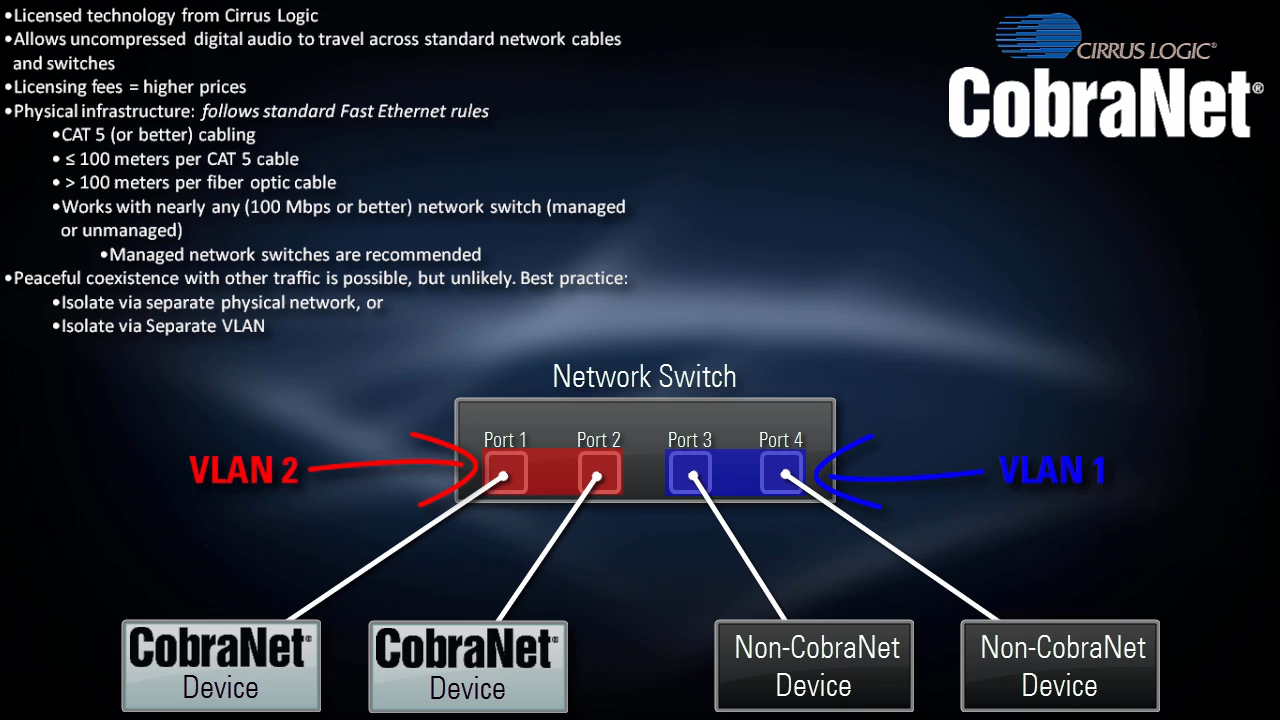 •Licensed technology from Cirrus Logic
•Allows uncompressed digital audio to travel across standard network cables
and switches
•Licensing fees = higher prices
•Physical infrastructure: follows standard Fast Ethernet rules
•CAT 5 (or better) cabling
• ≤ 100 meters per CAT 5 cable
• > 100 meters per fiber optic cable
•Works with nearly any (100 Mbps or better) network switch (managed
or unmanaged)
•Managed network switches are recommended
•Peaceful coexistence with other traffic is possible, but unlikely. Best practice:
•Isolate via separate physical network, or
•Isolate via Separate VLAN
CIRRUS LOGIC®
CobraNet®
Network Switch
Port 1 Port 2 Port 3 Port 4
VLAN 2
VLAN 1
CobraNet®
Device
CobraNet®
Device
Non-CobraNet
Device
Non-CobraNet
Device